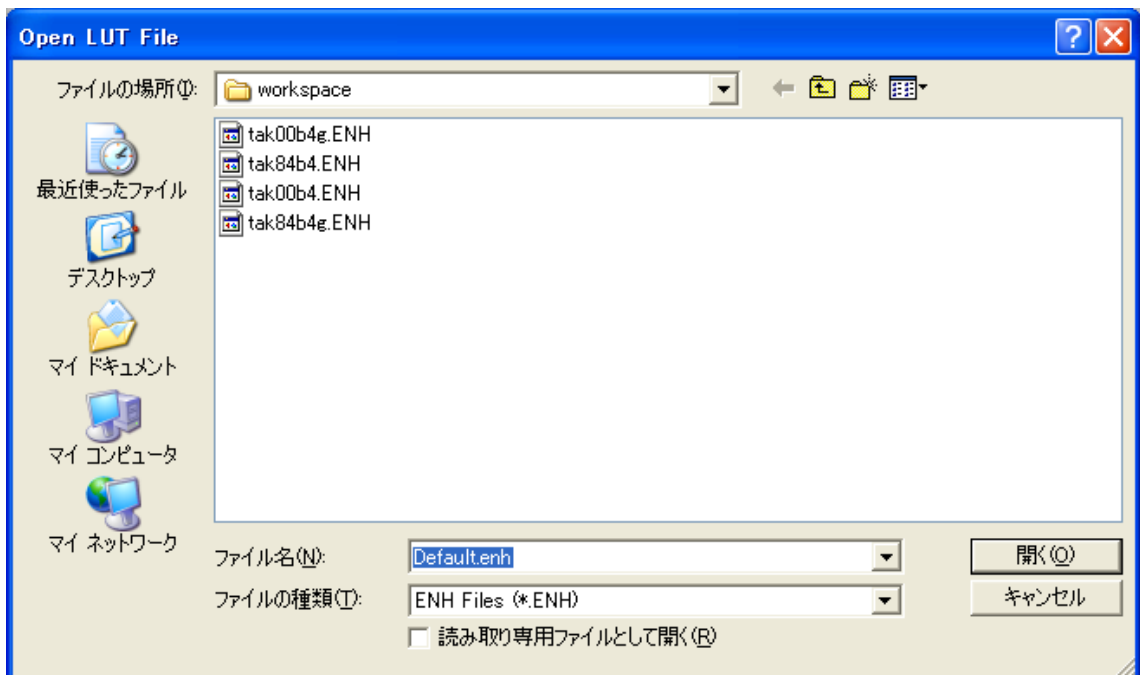 Open LUT File
ファイルの場所(I):
workspace
tak00b4g.ENH
tak84b4.ENH
tak00b4.ENH
tak84b4g.ENH
最近使ったファイル
デスクトップ
マイ ドキュメント
マイ コンピュータ
マイ ネットワーク
ファイル名(N):
Default.enh
開く(O)
ファイルの種類(T):
ENH Files (*.ENH)
キャンセル
読み取り専用ファイルとして開く(R)